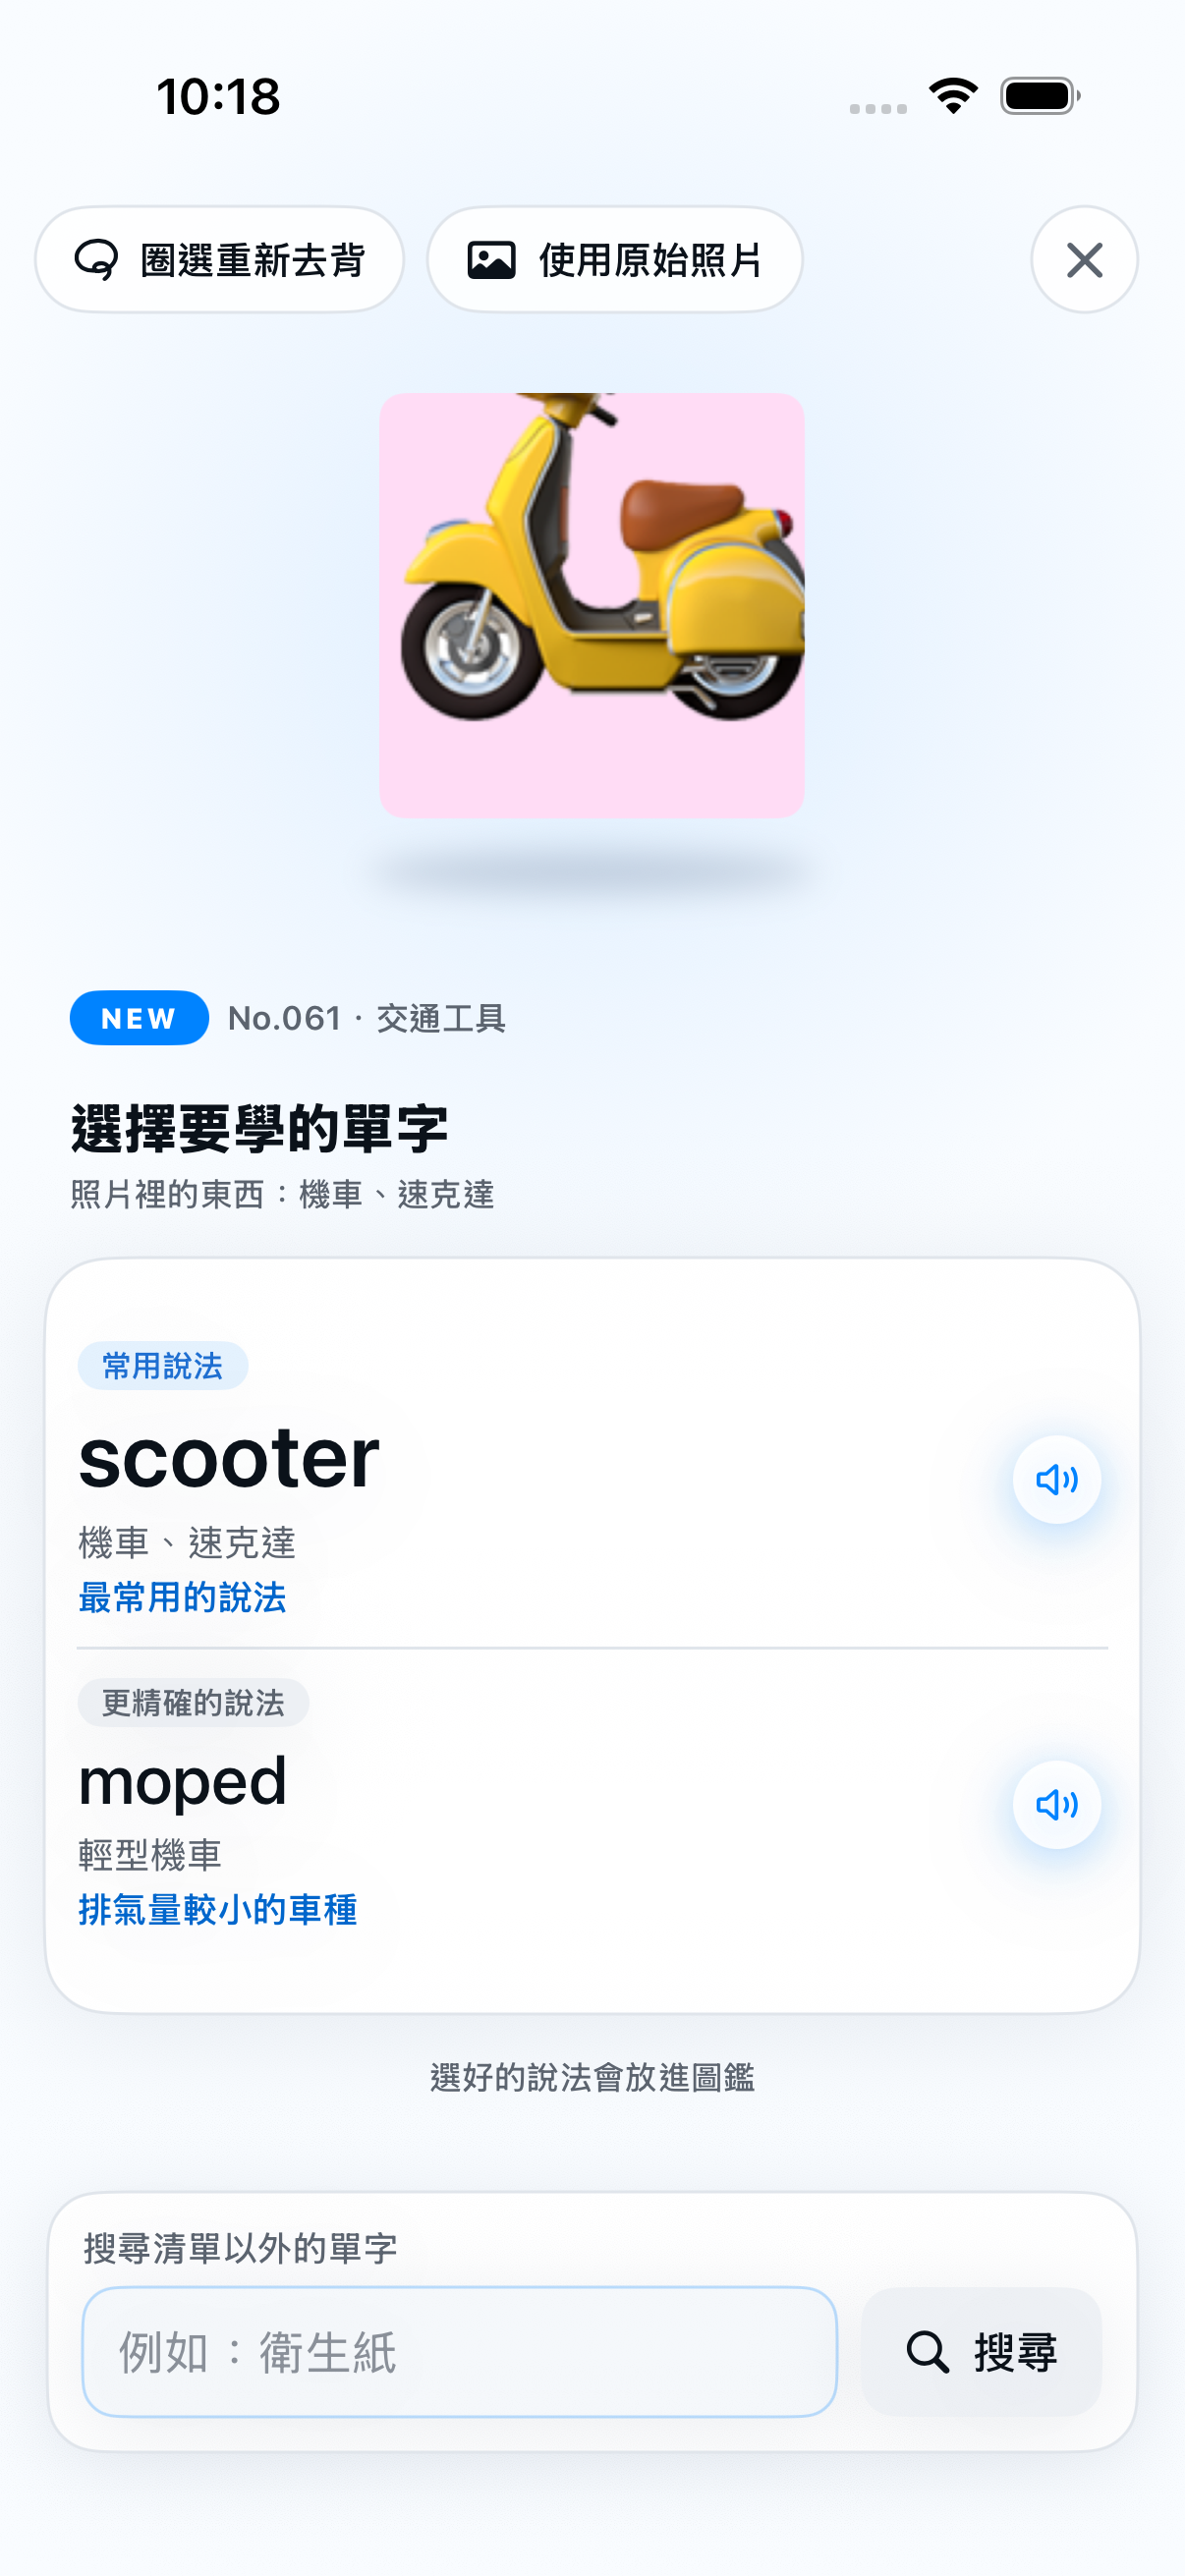 10:18
圈選重新去背
使用原始照片
NEW No.061 · 交通工具
選擇要學的單字
照片裡的東西：機車、速克達
常用說法
scooter
機車、速克達
最常用的說法
更精確的說法
moped
輕型機車
排氣量較小的車種
選好的說法會放進圖鑑
搜尋清單以外的單字
例如：衛生紙
搜尋